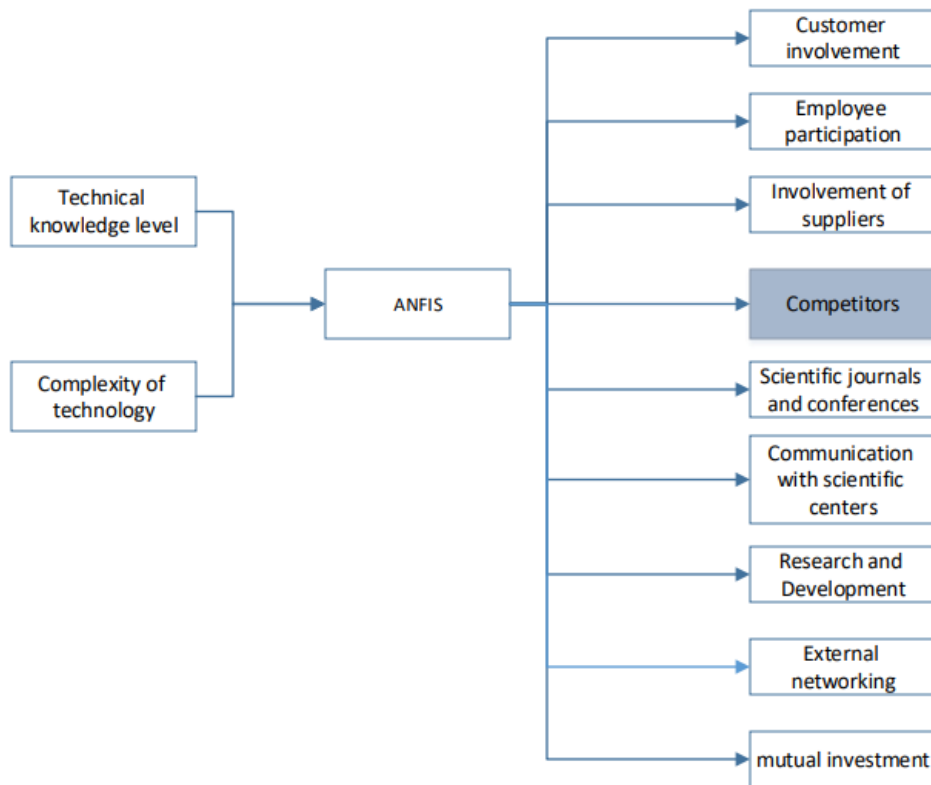 Customer
involvement
Employee
participation
Technical
knowledge level
Involvement of
suppliers
ANFIS
Competitors
Complexity of
technology
Scientific journals
and conferences
Communication
with scientific
centers
Research and
Development
External
networking
mutual investment